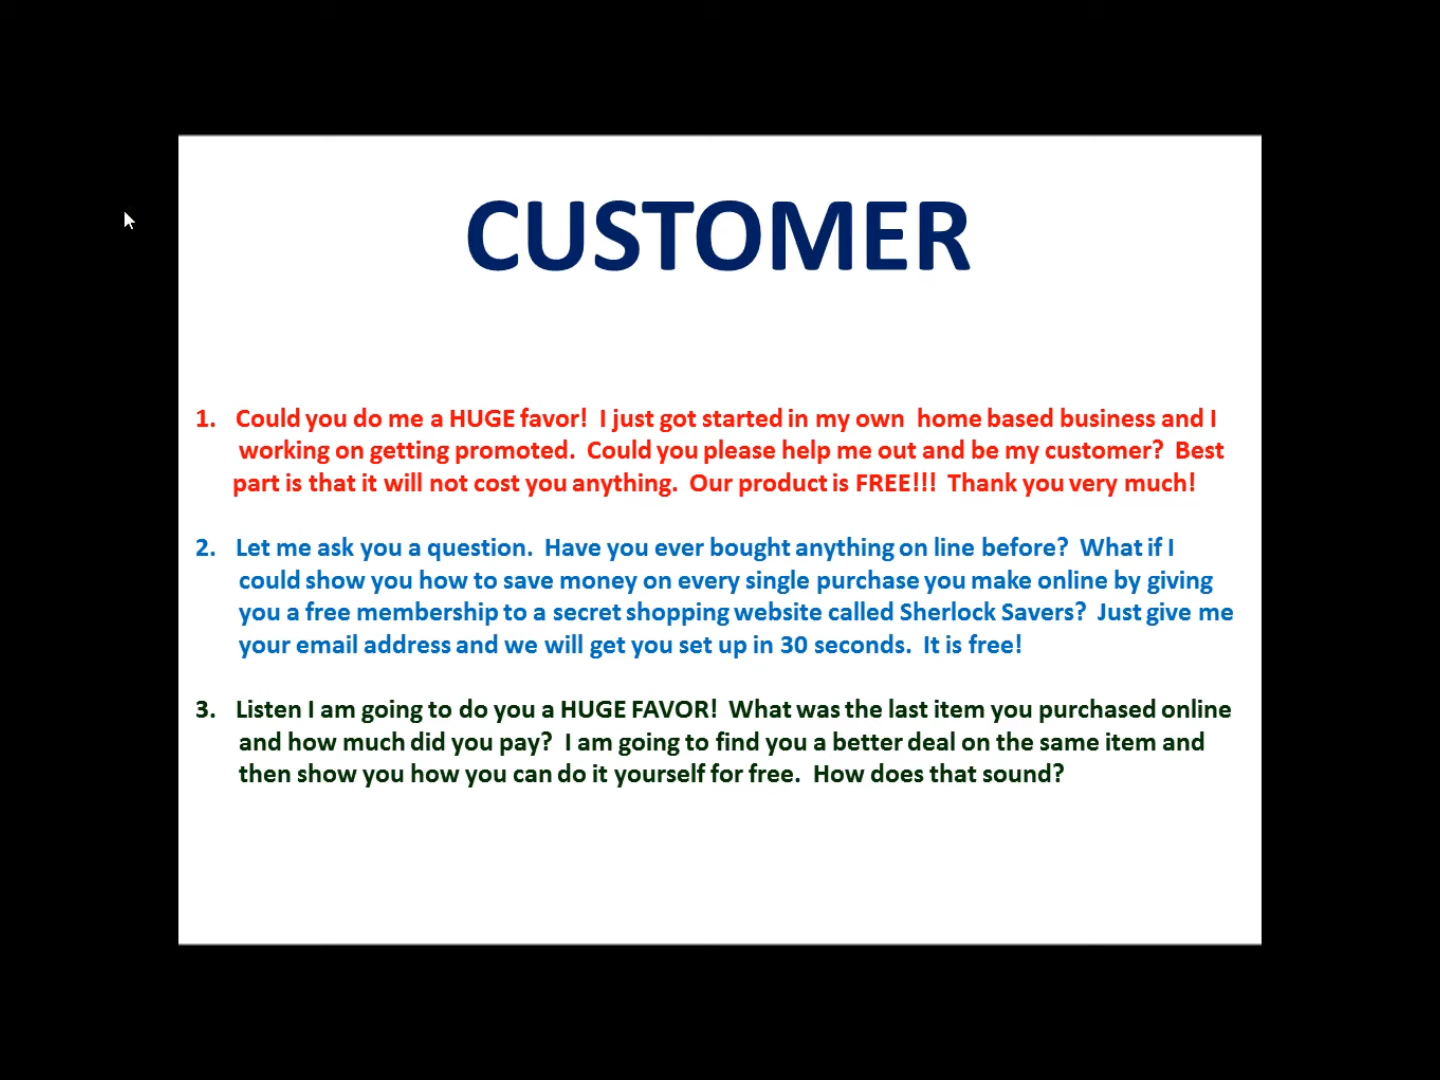 CUSTOMER
1. Could you do me a HUGE favor! I just got started in my own home based business and I
working on getting promoted. Could you please help me out and be my customer? Best
part is that it will not cost you anything. Our product is FREE!!! Thank you very much!
2. Let me ask you a question. Have you ever bought anything on line before? What if I
could show you how to save money on every single purchase you make online by giving
you a free membership to a secret shopping website called Sherlock Savers? Just give me
your email address and we will get you set up in 30 seconds. It is free!
3. Listen I am going to do you a HUGE FAVOR! What was the last item you purchased online
and how much did you pay? I am going to find you a better deal on the same item and
then show you how you can do it yourself for free. How does that sound?